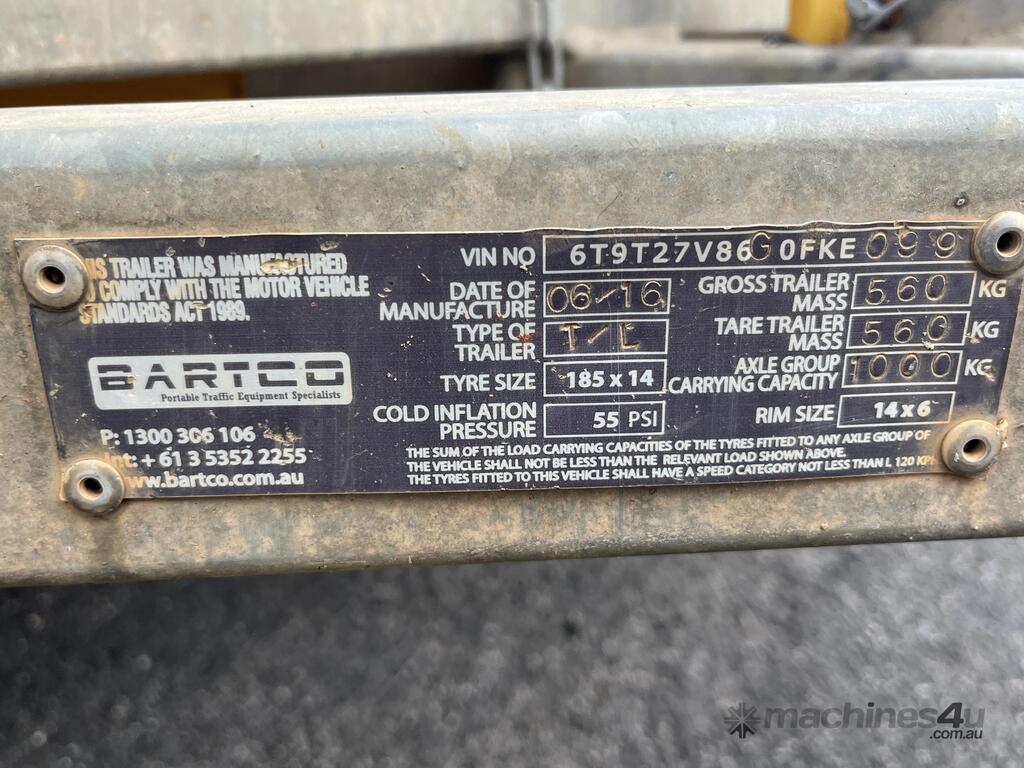 IS TRAILER WAS MANUFACTURED
O COMPLY WITH THE MOTOR VEHICLE
STANDARDS ACT 1989.
BARTCO
Portable Traffic Equipment Specialists
P: 1300 306 106
Int: + 61 3 5352 2255
www.bartco.com.au
VIN NO 6T9T27V86G0FKE099
DATE OF MANUFACTURE 06/16
TYPE OF TRAILER T/L
TYRE SIZE 185 x 14
COLD INFLATION PRESSURE 55 PSI
GROSS TRAILER MASS 560 KG
TARE TRAILER MASS 560 KG
AXLE GROUP CARRYING CAPACITY 1000 KG
RIM SIZE 14 x 6
THE SUM OF THE LOAD CARRYING CAPACITIES OF THE TYRES FITTED TO ANY AXLE GROUP OF
THE VEHICLE SHALL NOT BE LESS THAN THE RELEVANT LOAD SHOWN ABOVE.
THE TYRES FITTED TO THIS VEHICLE SHALL HAVE A SPEED CATEGORY NOT LESS THAN L 120 KP
machines4u
.com.au